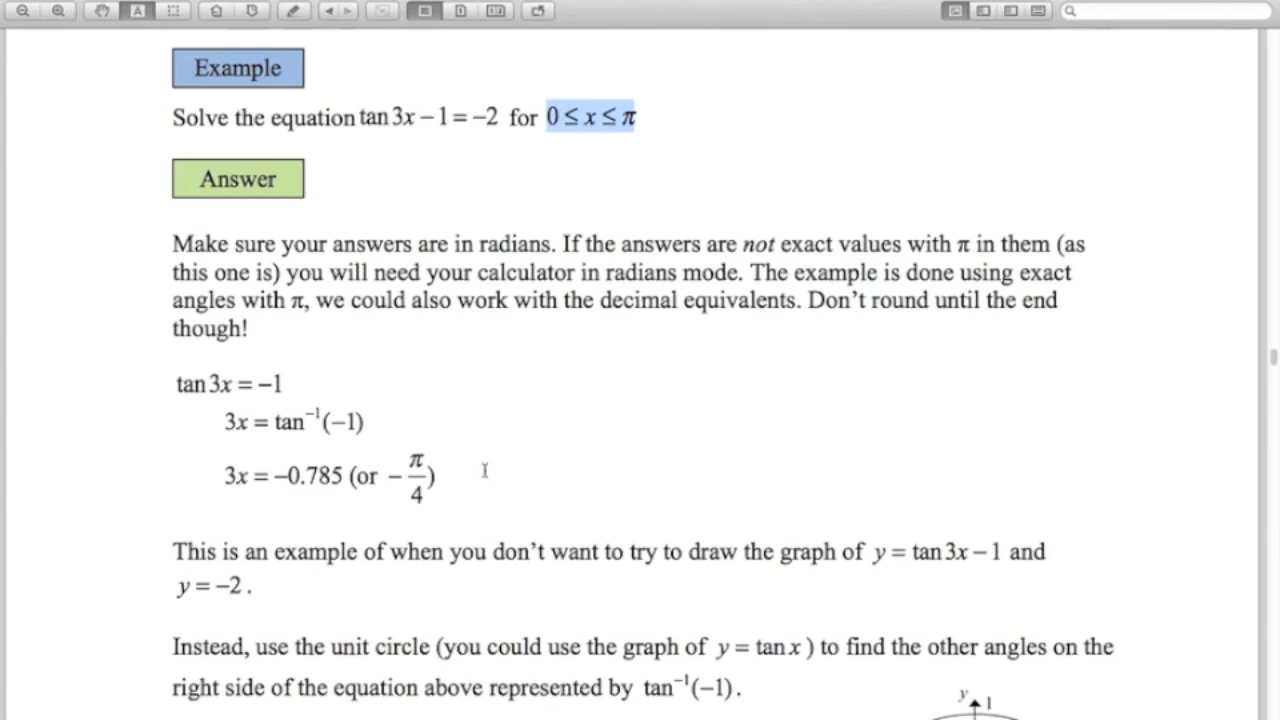 Example
Solve the equation tan 3x − 1 = −2 for 0 ≤ x ≤ π
Answer
Make sure your answers are in radians. If the answers are not exact values with π in them (as
this one is) you will need your calculator in radians mode. The example is done using exact
angles with π, we could also work with the decimal equivalents. Don't round until the end
though!
tan 3x = −1
3x = tan⁻¹(−1)
3x = −0.785 (or −π/4)
This is an example of when you don't want to try to draw the graph of y = tan 3x − 1 and
y = −2 .
Instead, use the unit circle (you could use the graph of y = tan x ) to find the other angles on the
right side of the equation above represented by tan⁻¹(−1) .
y 1